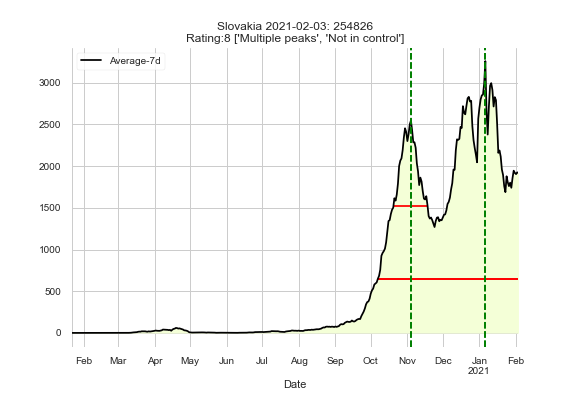 Slovakia 2021-02-03: 254826
Rating:8 ['Multiple peaks', 'Not in control']
Average-7d
3000
2500
2000
1500
1000
500
0
Feb Mar Apr May Jun Jul Aug Sep Oct Nov Dec Jan Feb
2021
Date